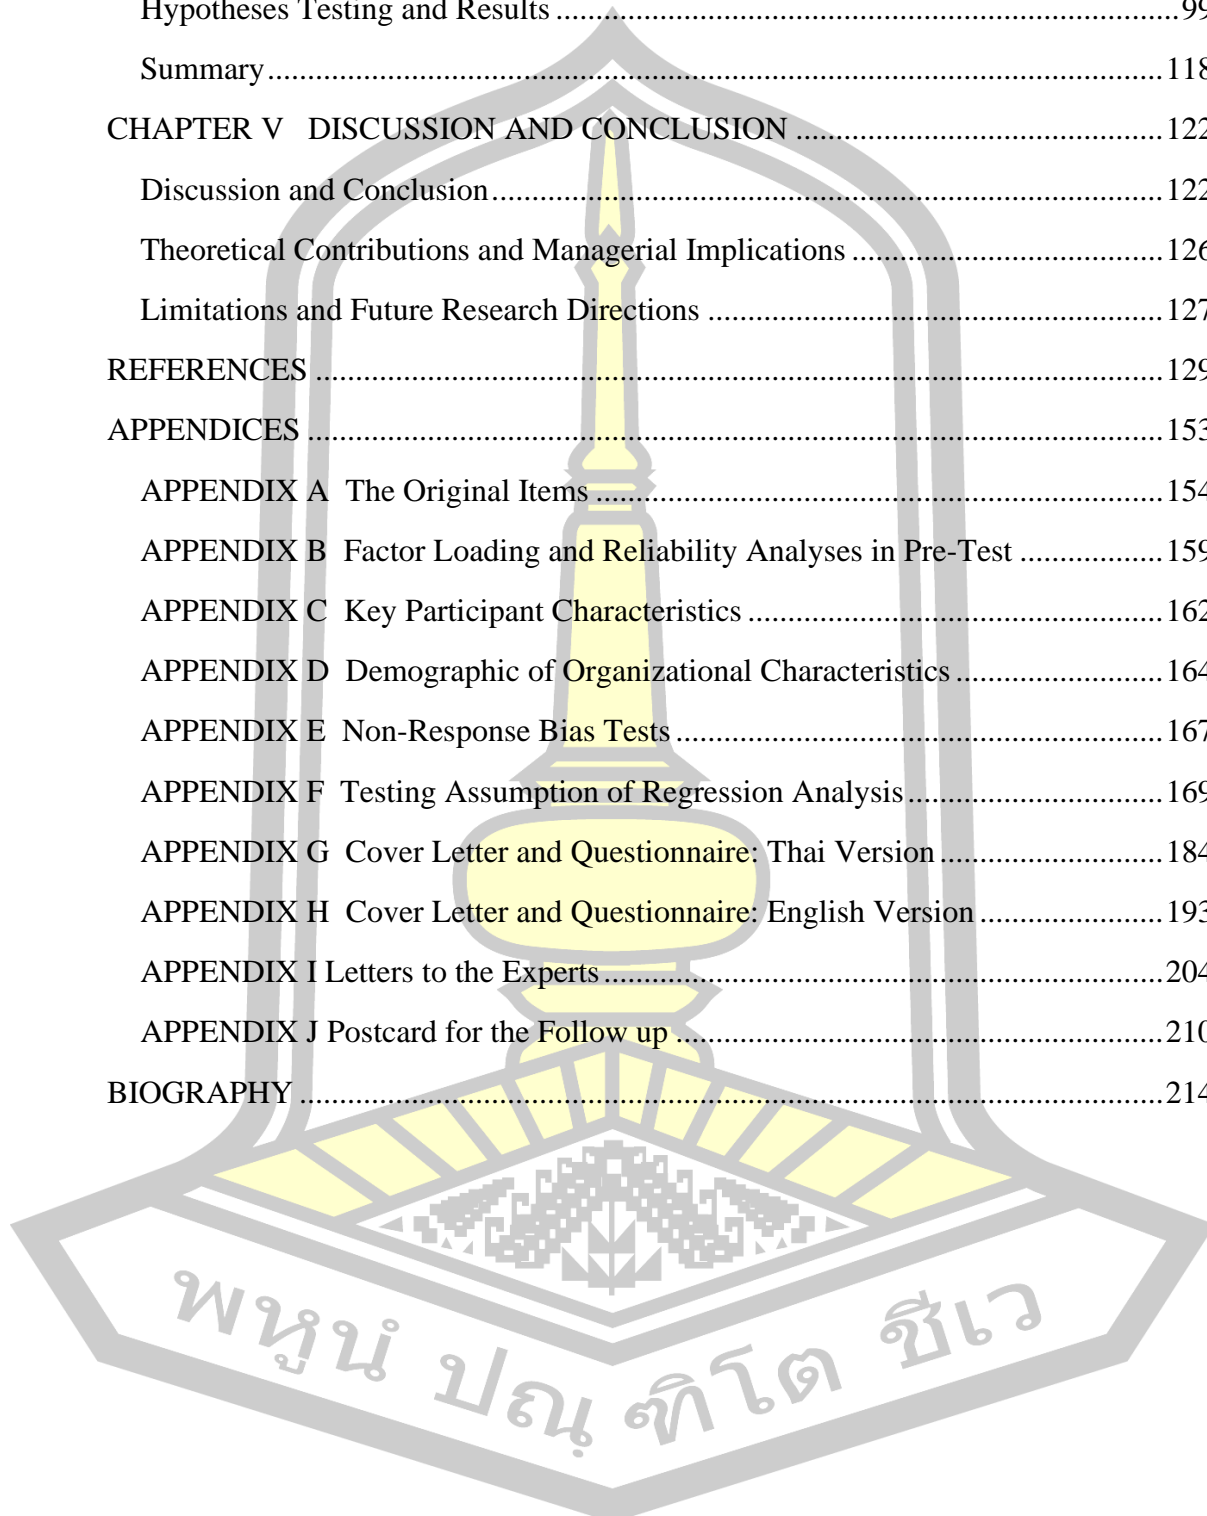 Hypotheses Testing and Results ........................................................................ 99
Summary ........................................................................ 118
CHAPTER V DISCUSSION AND CONCLUSION ........................................ 122
Discussion and Conclusion ........................................................................ 122
Theoretical Contributions and Managerial Implications ........................................ 126
Limitations and Future Research Directions ........................................ 127
REFERENCES ........................................................................ 129
APPENDICES ........................................................................ 153
APPENDIX A The Original Items ........................................ 154
APPENDIX B Factor Loading and Reliability Analyses in Pre-Test ................ 159
APPENDIX C Key Participant Characteristics ........................................ 162
APPENDIX D Demographic of Organizational Characteristics ........................ 164
APPENDIX E Non-Response Bias Tests ........................................ 167
APPENDIX F Testing Assumption of Regression Analysis ........................ 169
APPENDIX G Cover Letter and Questionnaire: Thai Version ........................ 184
APPENDIX H Cover Letter and Questionnaire: English Version ................ 193
APPENDIX I Letters to the Experts ........................................ 204
APPENDIX J Postcard for the Follow up ........................................ 210
BIOGRAPHY ........................................................................ 214
พหุนํ ปณฺฑิโต ชีเว